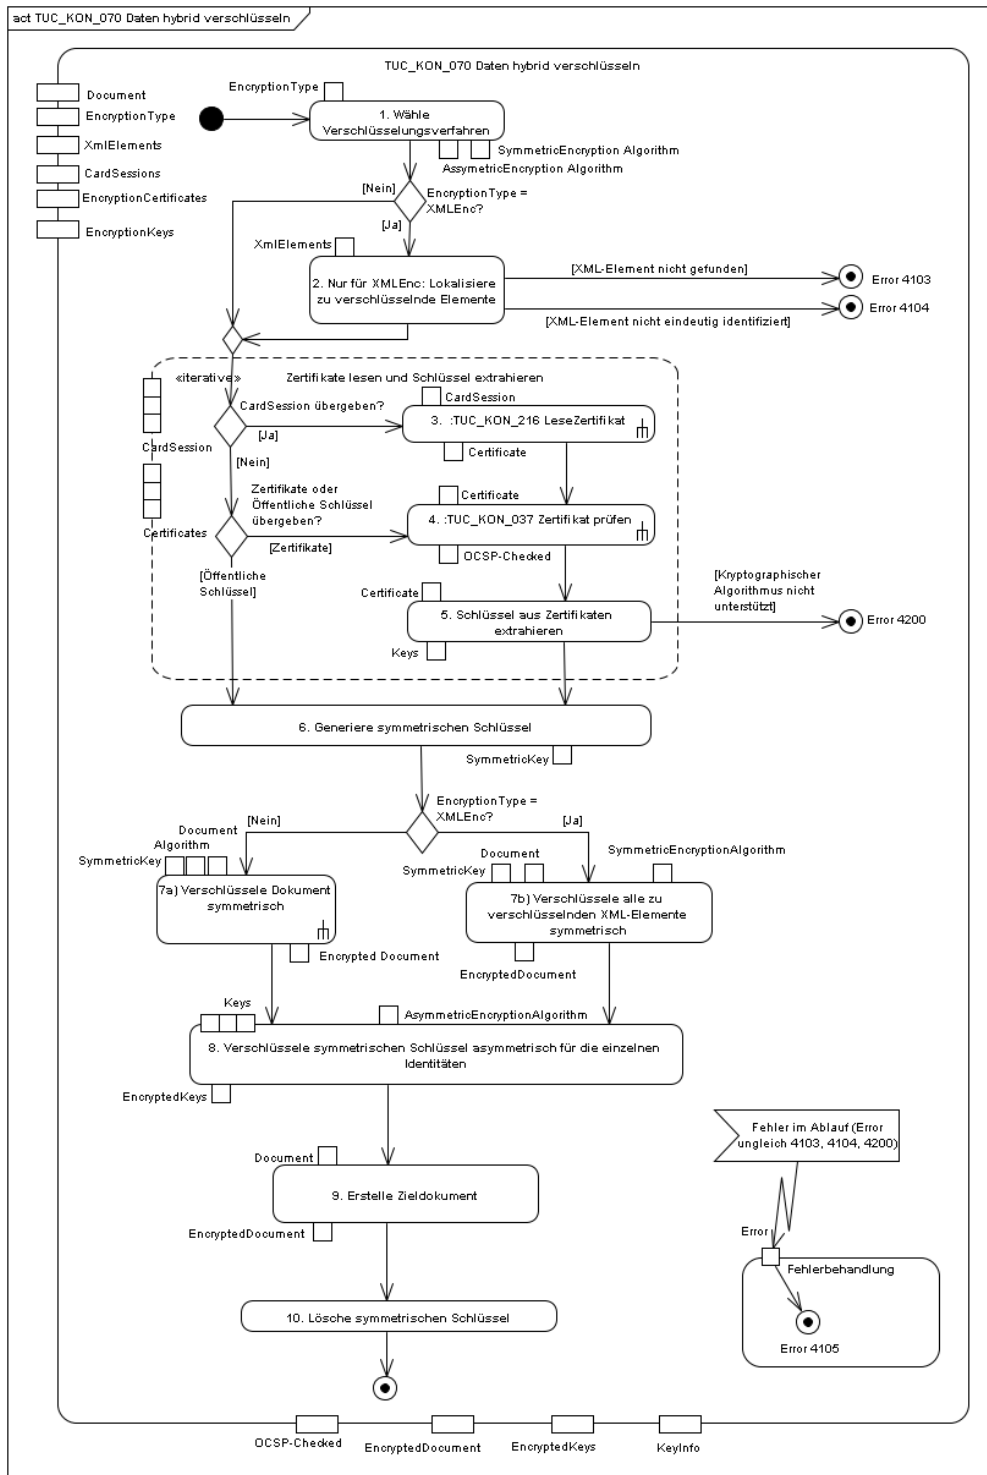 act TUC_KON_070 Daten hybrid verschlüsseln
TUC_KON_070 Daten hybrid verschlüsseln
Document
EncryptionType
XmlElements
CardSessions
EncryptionCertificates
EncryptionKeys
EncryptionType
1. Wähle
Verschlüsselungsverfahren
SymmetricEncryption Algorithm
AssymetricEncryption Algorithm
[Nein]
EncryptionType =
XMLEnc?
[Ja]
XmlElements
2. Nur für XMLEnc: Lokalisiere
zu verschlüsselnde Elemente
[XML-Element nicht gefunden]
Error 4103
[XML-Element nicht eindeutig identifiziert]
Error 4104
«iterative»
Zertifikate lesen und Schlüssel extrahieren
CardSession übergeben?
CardSession
[Ja]
3. :TUC_KON_216 LeseZertifikat
CardSession
Certificate
[Nein]
Zertifikate oder
Öffentliche Schlüssel
übergeben?
Certificate
4. :TUC_KON_037 Zertifikat prüfen
Certificates
[Zertifikate]
OCSP-Checked
[Öffentliche
Schlüssel]
Certificate
5. Schlüssel aus Zertifikaten
extrahieren
Keys
[Kryptographischer
Algorithmus nicht
unterstützt]
Error 4200
6. Generiere symmetrischen Schlüssel
SymmetricKey
EncryptionType =
XMLEnc?
[Nein]
[Ja]
Document
Algorithm
SymmetricKey
7a) Verschlüssele Dokument
symmetrisch
Encrypted Document
Document
SymmetricKey
SymmetricEncryptionAlgorithm
7b) Verschlüssele alle zu
verschlüsselnden XML-Elemente
symmetrisch
EncryptedDocument
Keys
AsymmetricEncryptionAlgorithm
8. Verschlüssele symmetrischen Schlüssel asymmetrisch für die einzelnen
Identitäten
EncryptedKeys
Document
9. Erstelle Zieldokument
EncryptedDocument
10. Lösche symmetrischen Schlüssel
Fehler im Ablauf (Error
ungleich 4103, 4104, 4200)
Error
Fehlerbehandlung
Error 4105
OCSP-Checked
EncryptedDocument
EncryptedKeys
KeyInfo